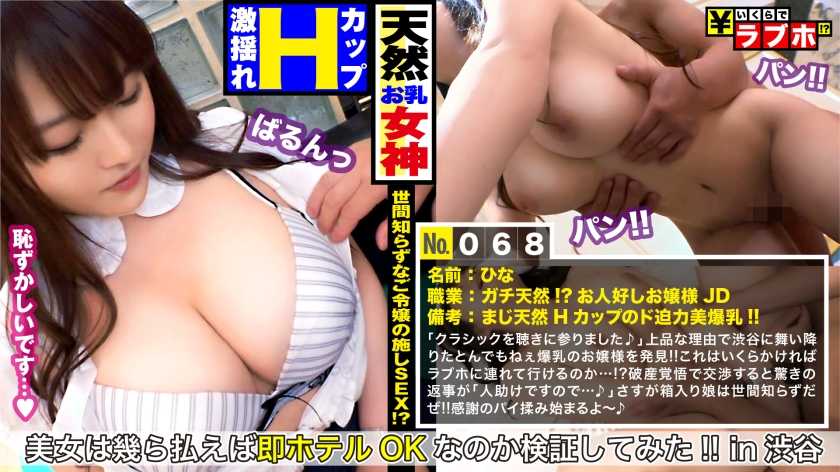 激揺れ
Hカップ
天然
お乳
女神
世間知らずなご令嬢の施しSEX!?
ばるんっ
恥ずかしいです…♥
¥いくらで
ラブホ!?
パン!!
パン!!
No.068
名前：ひな
職業：ガチ天然!?お人好しお嬢様JD
備考：まじ天然Hカップのド迫力美爆乳!!
「クラシックを聴きに参りました♪」上品な理由で渋谷に舞い降
りたとんでもねぇ爆乳のお嬢様を発見!!これはいくらかければ
ラブホに連れて行けるのか…!?破産覚悟で交渉すると驚きの
返事が「人助けですので…♪」さすが箱入り娘は世間知らずだ
ぜ!!感謝のパイ揉み始まるよ～♪
美女は幾ら払えば即ホテルOKなのか検証してみた!! in 渋谷